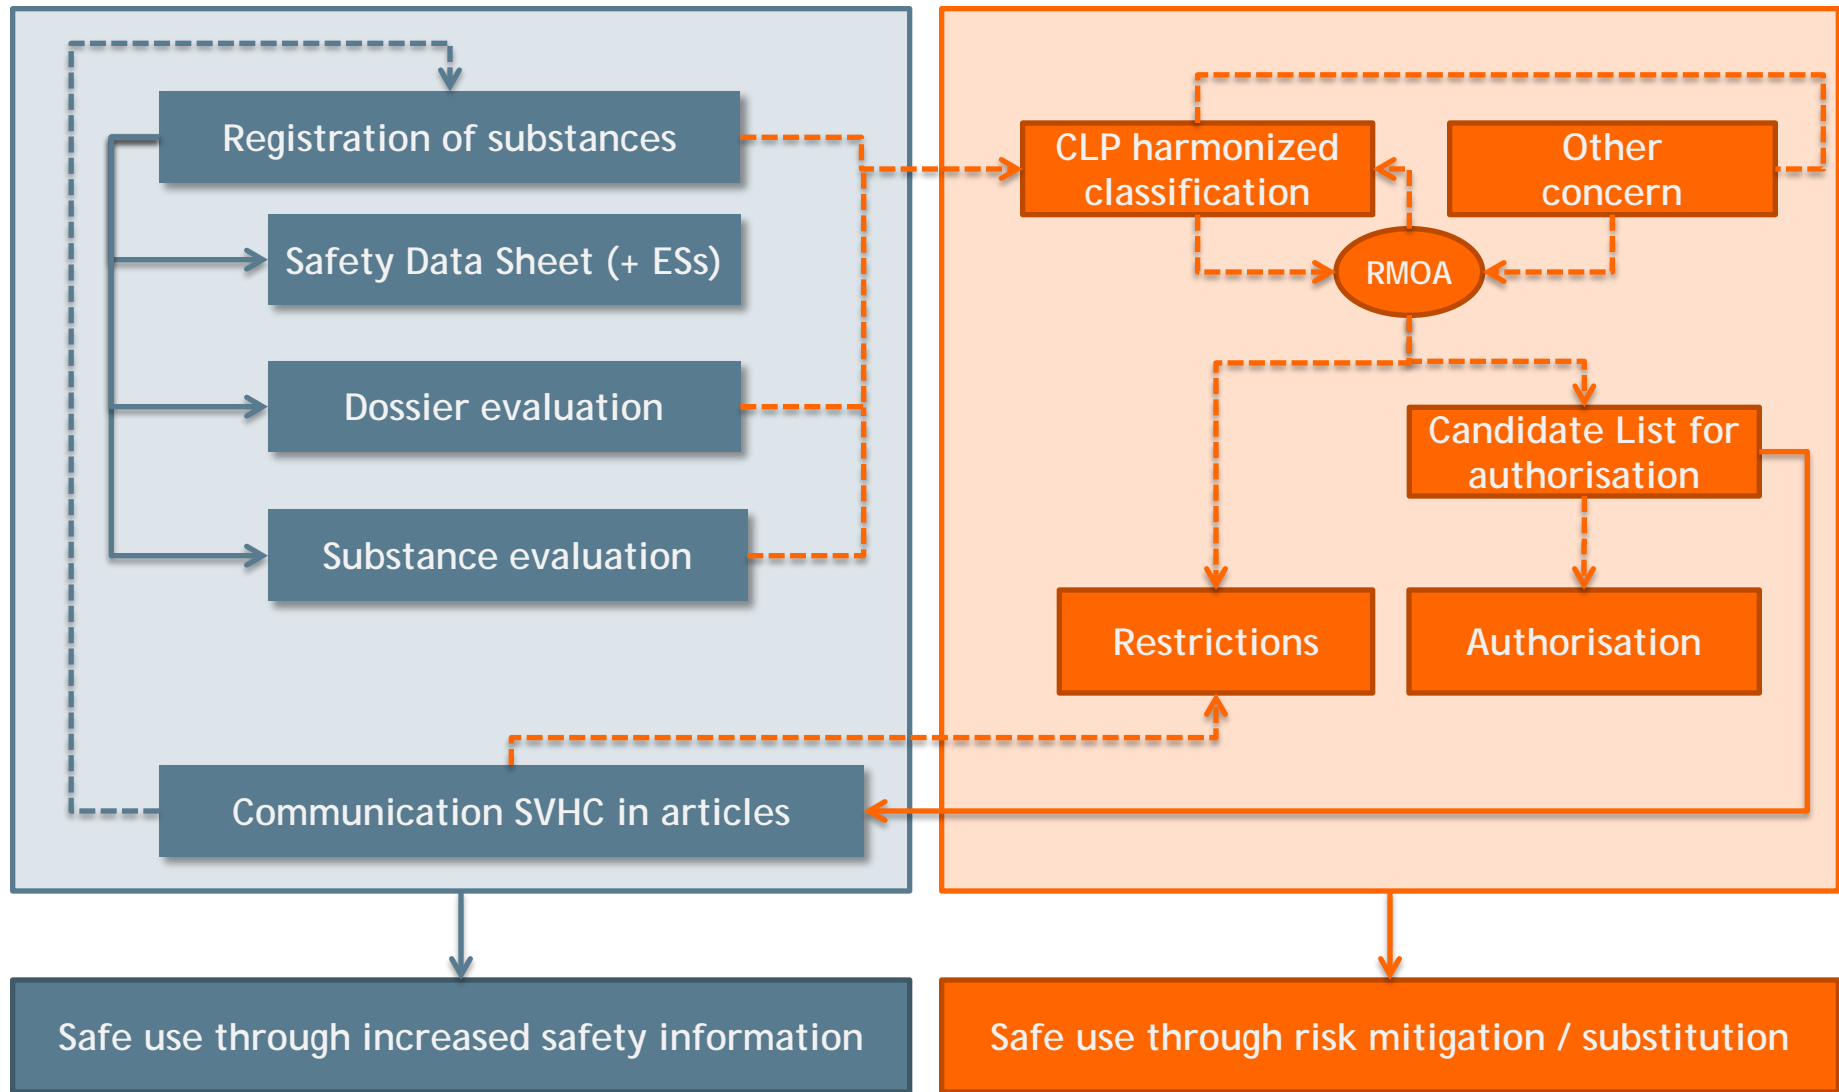 Registration of substances
Safety Data Sheet (+ ESs)
Dossier evaluation
Substance evaluation
Communication SVHC in articles
Safe use through increased safety information
CLP harmonized
classification
Other
concern
RMOA
Candidate List for
authorisation
Restrictions
Authorisation
Safe use through risk mitigation / substitution